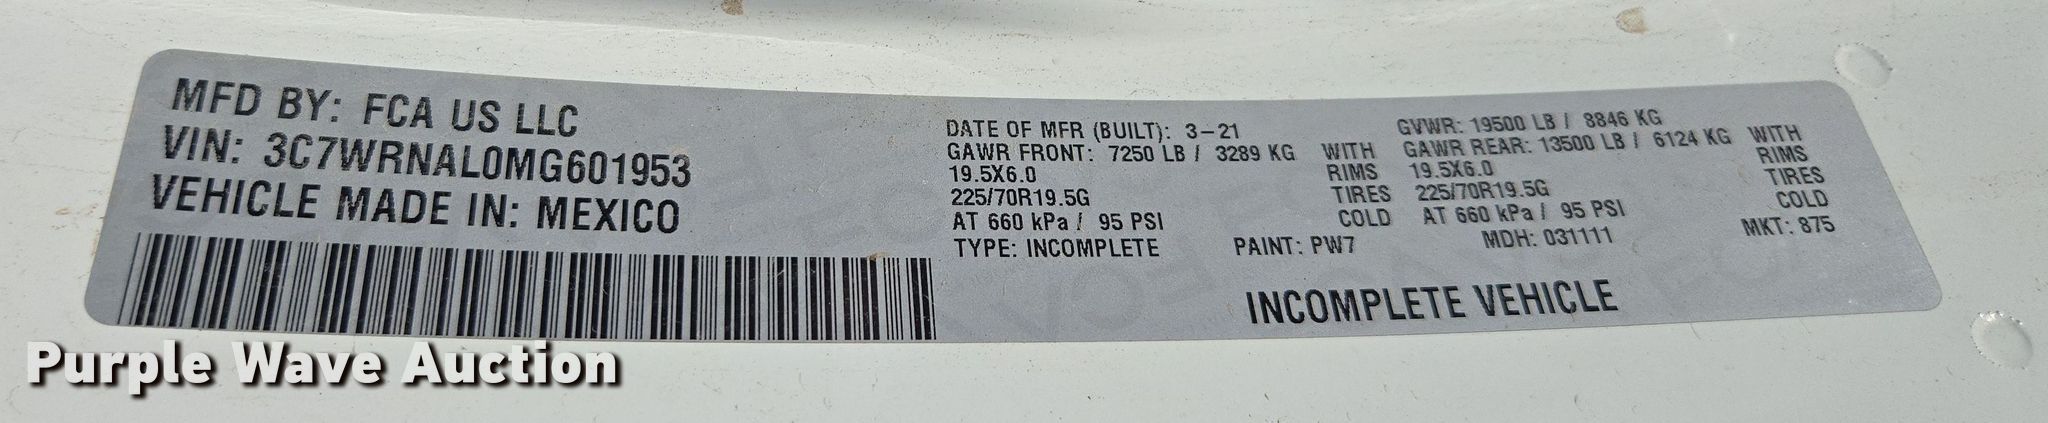 MFD BY: FCA US LLC
VIN: 3C7WRNAL0MG601953
VEHICLE MADE IN: MEXICO
DATE OF MFR (BUILT): 3-21
GVWR: 19500 LB / 8846 KG
GAWR FRONT: 7250 LB / 3289 KG WITH
19.5X6.0 RIMS
225/70R19.5G TIRES
AT 660 kPa / 95 PSI COLD
GAWR REAR: 13500 LB / 6124 KG WITH
19.5X6.0 RIMS
225/70R19.5G TIRES
AT 660 kPa / 95 PSI COLD
TYPE: INCOMPLETE PAINT: PW7 MDH: 031111 MKT: 875
INCOMPLETE VEHICLE
Purple Wave Auction